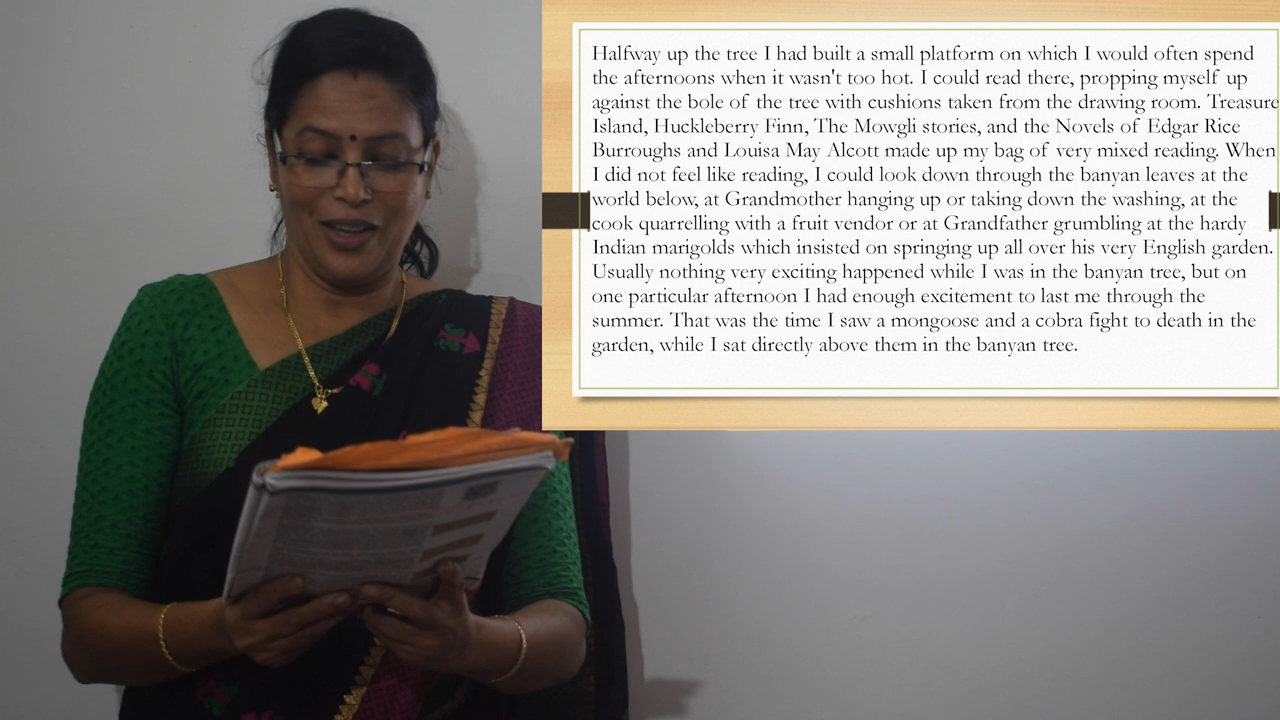 Halfway up the tree I had built a small platform on which I would often spend
the afternoons when it wasn't too hot. I could read there, propping myself up
against the bole of the tree with cushions taken from the drawing room. Treasure
Island, Huckleberry Finn, The Mowgli stories, and the Novels of Edgar Rice
Burroughs and Louisa May Alcott made up my bag of very mixed reading. When
I did not feel like reading, I could look down through the banyan leaves at the
world below, at Grandmother hanging up or taking down the washing, at the
cook quarrelling with a fruit vendor or at Grandfather grumbling at the hardy
Indian marigolds which insisted on springing up all over his very English garden.
Usually nothing very exciting happened while I was in the banyan tree, but on
one particular afternoon I had enough excitement to last me through the
summer. That was the time I saw a mongoose and a cobra fight to death in the
garden, while I sat directly above them in the banyan tree.